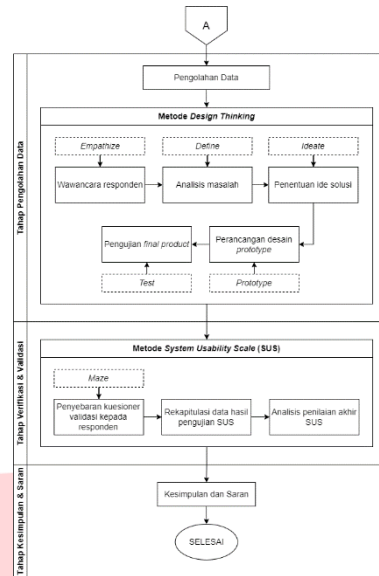 A
Pengolahan Data
Tahap Pengolahan Data
Metode Design Thinking
Empathize
Define
Ideate
Wawancara responden
Analisis masalah
Penentuan ide solusi
Pengujian final product
Perancangan desain
prototype
Test
Prototype
Tahap Verifikasi & Validasi
Metode System Usability Scale (SUS)
Maze
Penyebaran kuesioner
validasi kepada
responden
Rekapitulasi data hasil
pengujian SUS
Analisis penilaian akhir
SUS
Tahap Kesimpulan & Saran
Kesimpulan dan Saran
SELESAI